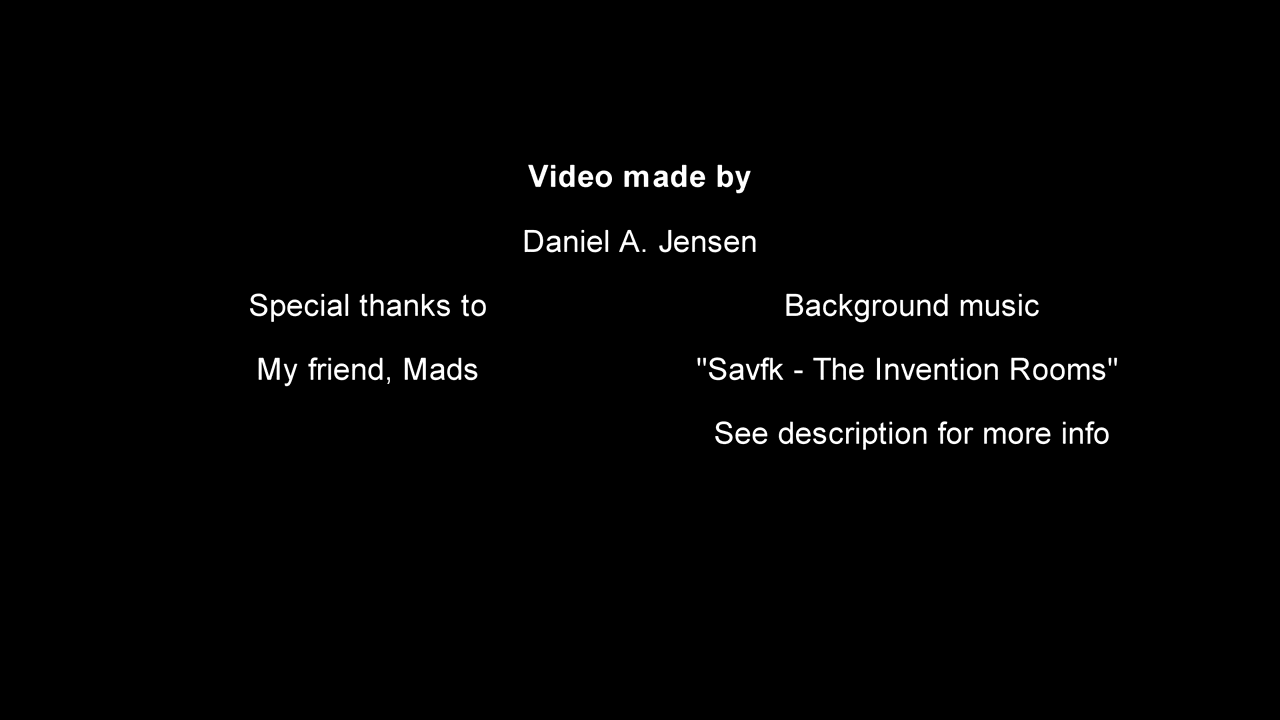 Video made by
Daniel A. Jensen
Special thanks to
My friend, Mads
Background music
"Savfk - The Invention Rooms"
See description for more info